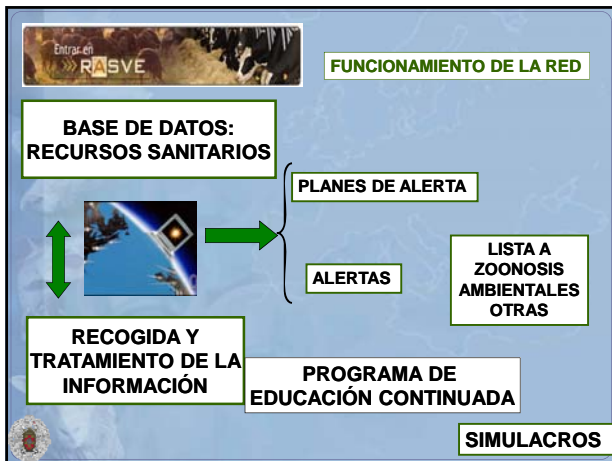 Entrar en
RASVE
FUNCIONAMIENTO DE LA RED
BASE DE DATOS:
RECURSOS SANITARIOS
PLANES DE ALERTA
ALERTAS
LISTA A
ZOONOSIS
AMBIENTALES
OTRAS
RECOGIDA Y
TRATAMIENTO DE LA
INFORMACIÓN
PROGRAMA DE
EDUCACIÓN CONTINUADA
SIMULACROS